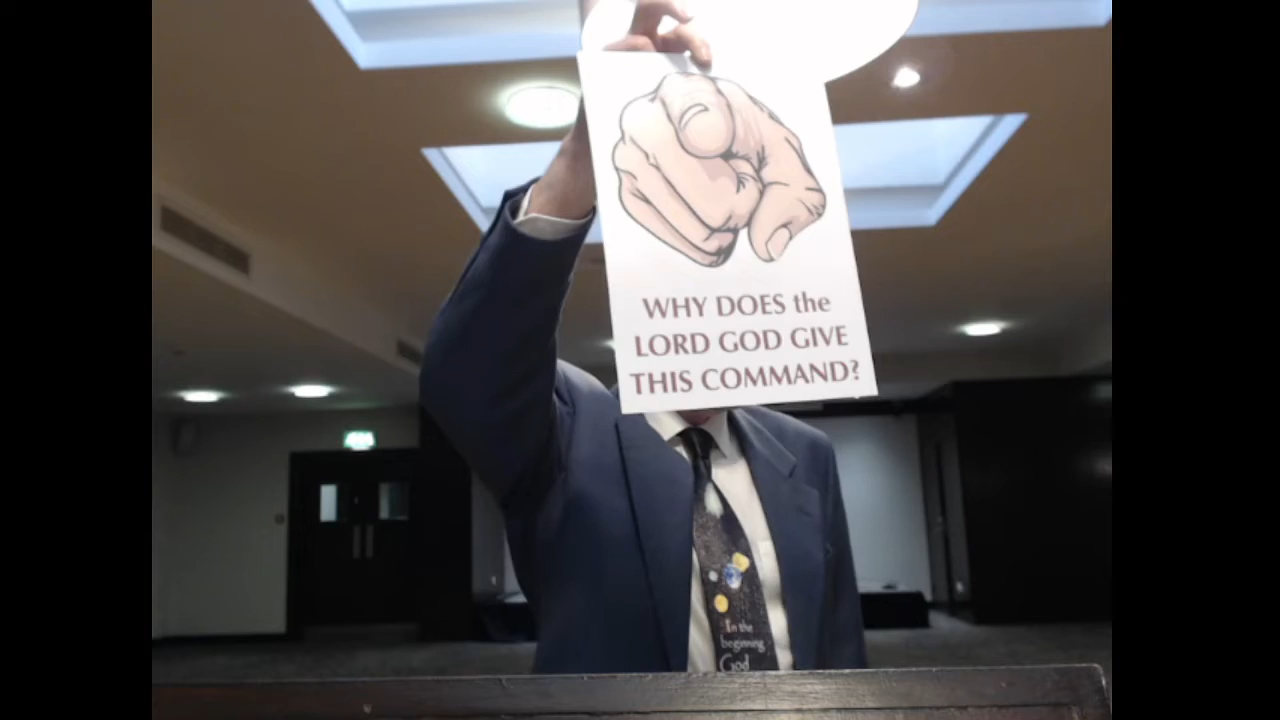 WHY DOES the
LORD GOD GIVE
THIS COMMAND?
In the
beginning
God